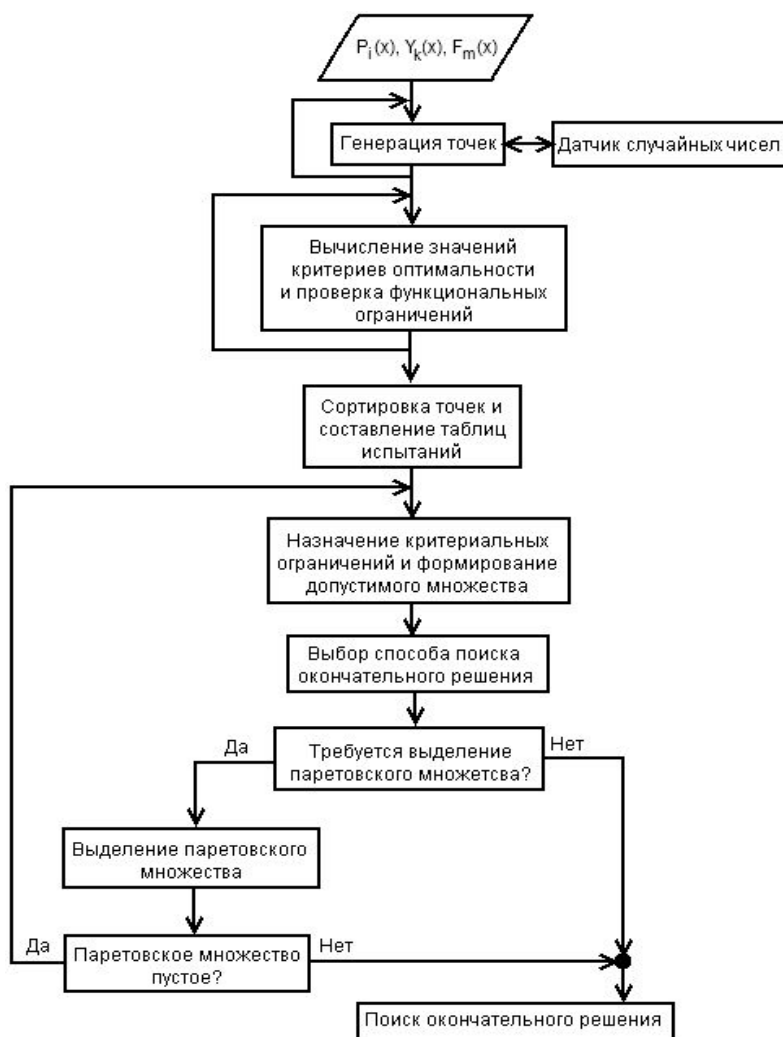 P_i(x), Y_k(x), F_m(x)
Генерация точек
Датчик случайных чисел
Вычисление значений
критериев оптимальности
и проверка функциональных
ограничений
Сортировка точек и
составление таблиц
испытаний
Назначение критериальных
ограничений и формирование
допустимого множества
Выбор способа поиска
окончательного решения
Да
Требуется выделение
паретовского множетсва?
Нет
Выделение паретовского
множества
Да
Паретовское множество
пустое?
Нет
Поиск окончательного решения